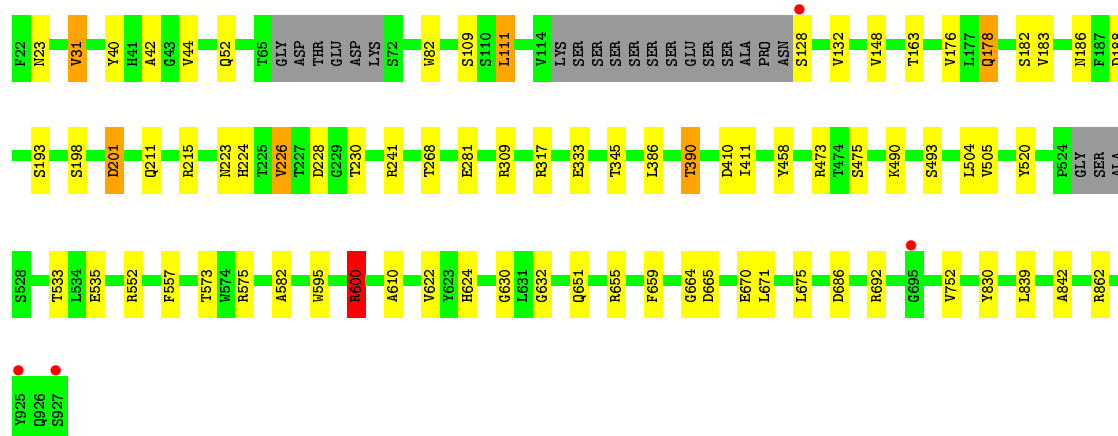 F22 N23 V31 Y40 H41 A42 G43 V44 Q52 T65 GLY ASP THR GLU ASP LYS S72 W82 S109 S110 L111 V114 LYS SER SER SER SER SER SER GLU SER SER ALA PRO ASN S128 V132 V148 T163 V176 L177 Q178 S182 V183 N186 F187 D188
S193 S198 D201 Q211 R215 N223 H224 T225 V226 T227 D228 G229 T230 R241 T268 E281 R309 R317 E333 T345 L386 T390 D410 I411 Y458 R473 T474 S475 K490 S493 L504 V505 Y520 P524 GLY SER ALA
S528 T533 L534 E535 R552 F557 T573 W574 R575 A582 W595 R600 A610 V622 Y623 H624 G630 L631 G632 Q651 R655 F659 G664 D665 E670 L671 L675 D686 R692 G695 V752 Y830 L839 A842 R862
Y925 Q926 S927